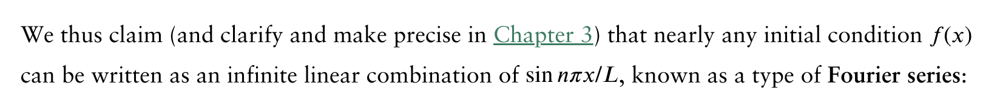 We thus claim (and clarify and make precise in Chapter 3) that nearly any initial condition f(x)
can be written as an infinite linear combination of sin nπx/L, known as a type of Fourier series: